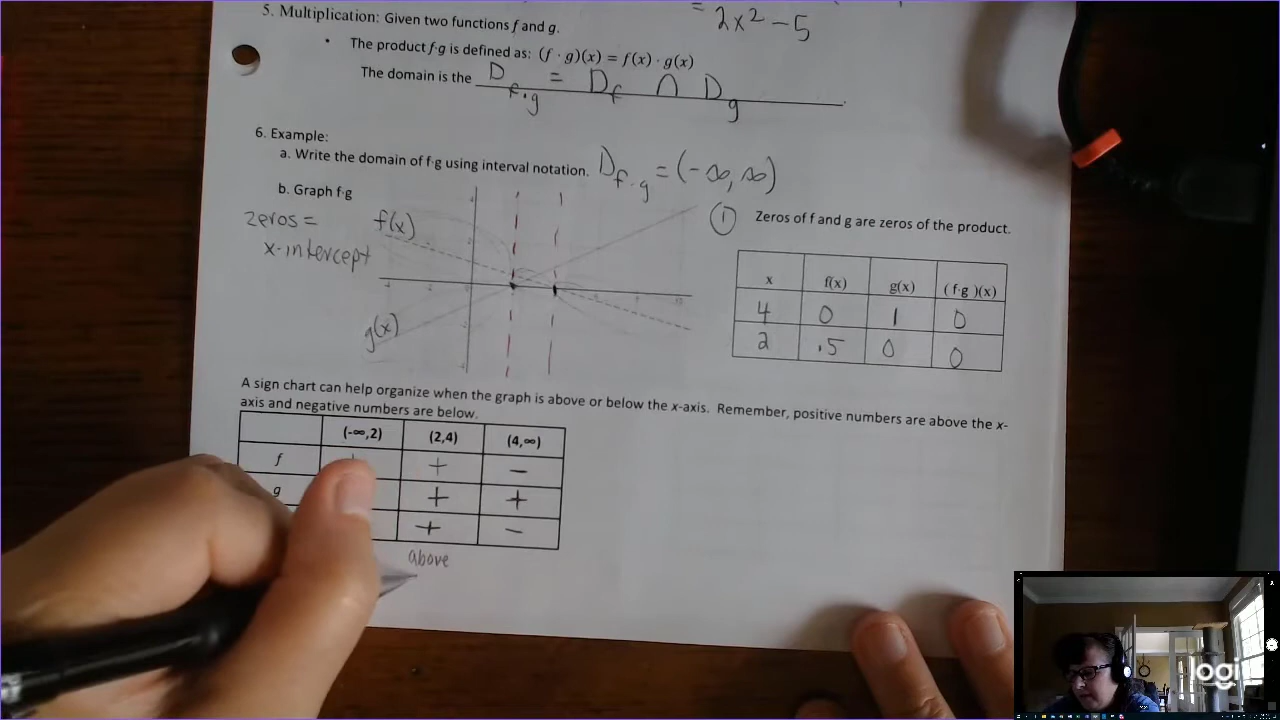 = 2x² - 5
5. Multiplication: Given two functions f and g.
• The product f·g is defined as: (f · g)(x) = f(x) · g(x)
The domain is the D f·g = D f ∩ D g .
6. Example:
a. Write the domain of f·g using interval notation. D f·g = (-∞, ∞)
b. Graph f·g
zeros =
x-intercept
f(x)
g(x)
① Zeros of f and g are zeros of the product.
x f(x) g(x) (f·g)(x)
4 0 1 0
2 .5 0 0
A sign chart can help organize when the graph is above or below the x-axis. Remember, positive numbers are above the x-
axis and negative numbers are below.
(-∞,2) (2,4) (4,∞)
f + + -
g + +
+ -
above
logi